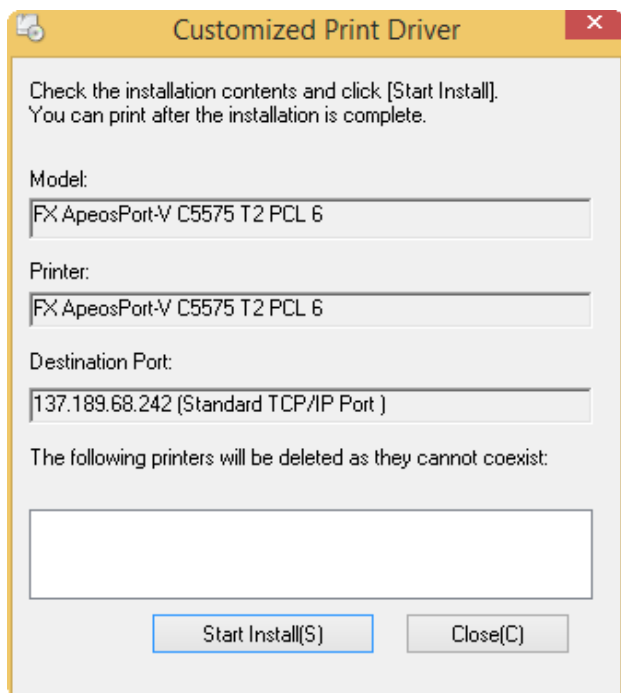 Customized Print Driver
Check the installation contents and click [Start Install].
You can print after the installation is complete.
Model:
FX ApeosPort-V C5575 T2 PCL 6
Printer:
FX ApeosPort-V C5575 T2 PCL 6
Destination Port:
137.189.68.242 (Standard TCP/IP Port )
The following printers will be deleted as they cannot coexist:
Start Install(S)
Close(C)